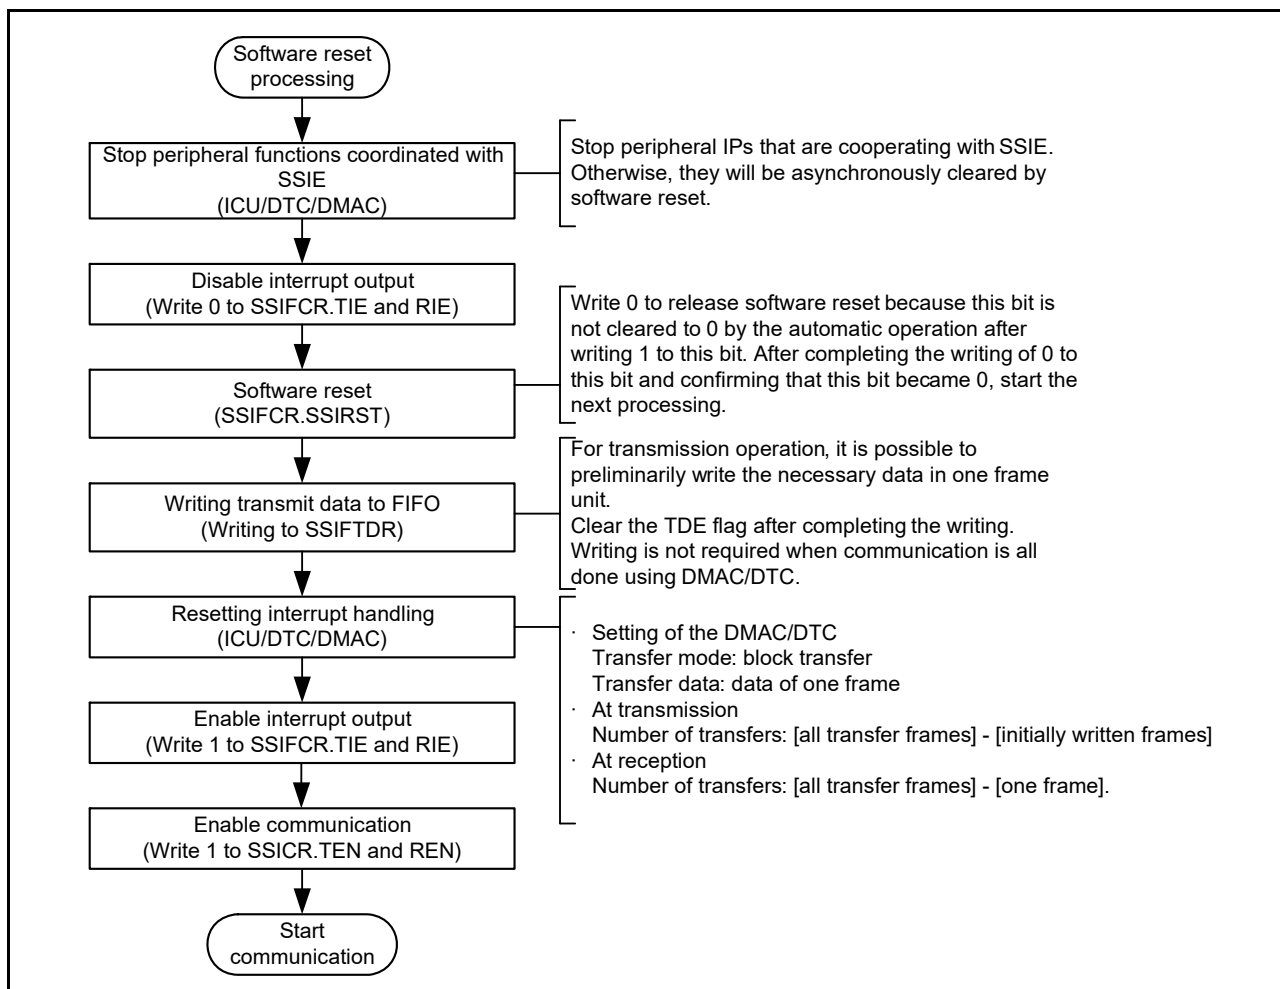 Software reset
processing
Stop peripheral functions coordinated with
SSIE
(ICU/DTC/DMAC)
Stop peripheral IPs that are cooperating with SSIE.
Otherwise, they will be asynchronously cleared by
software reset.
Disable interrupt output
(Write 0 to SSIFCR.TIE and RIE)
Software reset
(SSIFCR.SSIRST)
Write 0 to release software reset because this bit is
not cleared to 0 by the automatic operation after
writing 1 to this bit. After completing the writing of 0 to
this bit and confirming that this bit became 0, start the
next processing.
Writing transmit data to FIFO
(Writing to SSIFTDR)
For transmission operation, it is possible to
preliminarily write the necessary data in one frame
unit.
Clear the TDE flag after completing the writing.
Writing is not required when communication is all
done using DMAC/DTC.
Resetting interrupt handling
(ICU/DTC/DMAC)
· Setting of the DMAC/DTC
Transfer mode: block transfer
Transfer data: data of one frame
· At transmission
Number of transfers: [all transfer frames] - [initially written frames]
· At reception
Number of transfers: [all transfer frames] - [one frame].
Enable interrupt output
(Write 1 to SSIFCR.TIE and RIE)
Enable communication
(Write 1 to SSICR.TEN and REN)
Start
communication